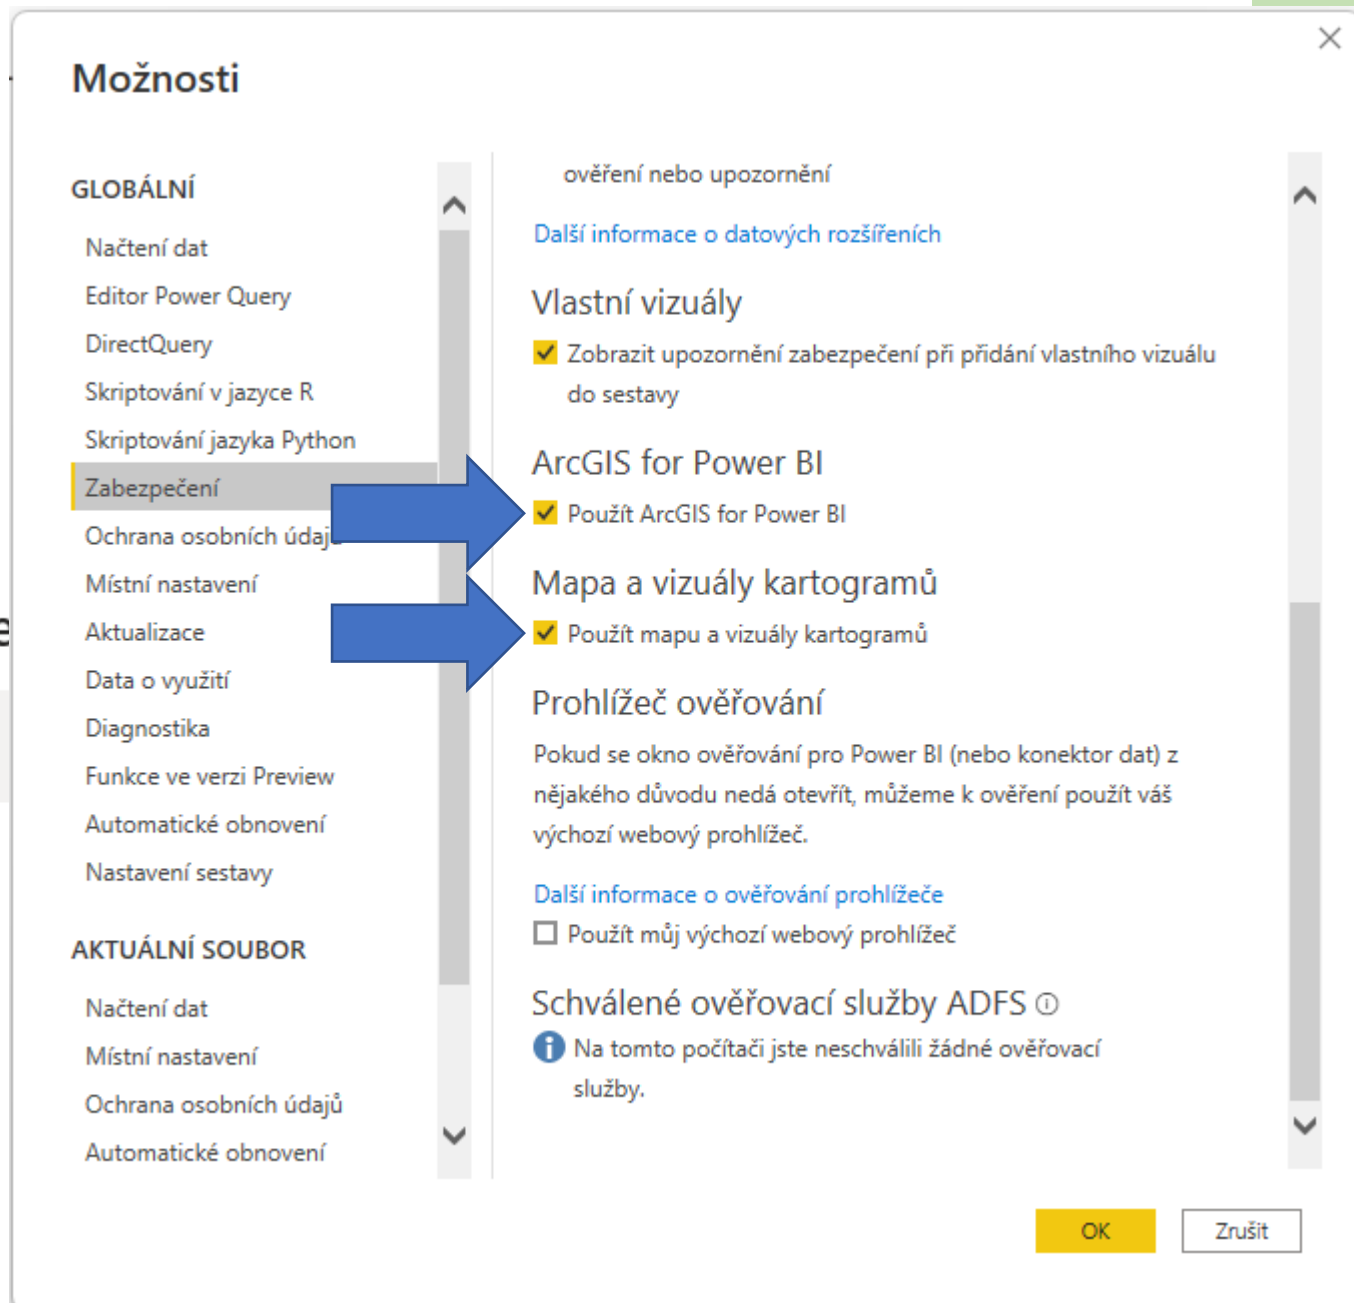 Možnosti
GLOBÁLNÍ
Načtení dat
Editor Power Query
DirectQuery
Skriptování v jazyce R
Skriptování jazyka Python
Zabezpečení
Ochrana osobních údajů
Místní nastavení
Aktualizace
Data o využití
Diagnostika
Funkce ve verzi Preview
Automatické obnovení
Nastavení sestavy
AKTUÁLNÍ SOUBOR
Načtení dat
Místní nastavení
Ochrana osobních údajů
Automatické obnovení
ověření nebo upozornění
Další informace o datových rozšířeních
Vlastní vizuály
Zobrazit upozornění zabezpečení při přidání vlastního vizuálu
do sestavy
ArcGIS for Power BI
Použít ArcGIS for Power BI
Mapa a vizuály kartogramů
Použít mapu a vizuály kartogramů
Prohlížeč ověřování
Pokud se okno ověřování pro Power BI (nebo konektor dat) z
nějakého důvodu nedá otevřít, můžeme k ověření použít váš
výchozí webový prohlížeč.
Další informace o ověřování prohlížeče
Použít můj výchozí webový prohlížeč
Schválené ověřovací služby ADFS
Na tomto počítači jste neschválili žádné ověřovací
služby.
OK
Zrušit